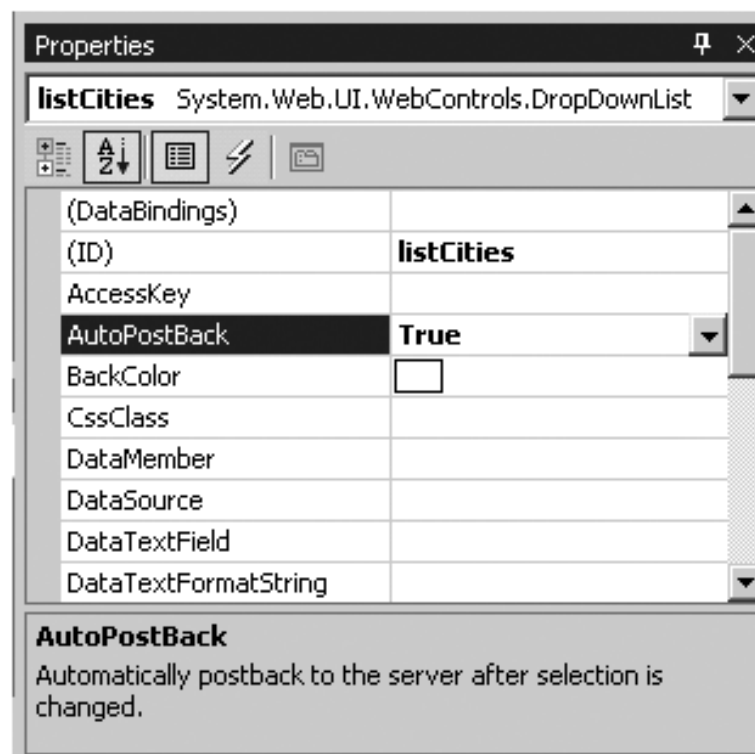 Properties
listCities System.Web.UI.WebControls.DropDownList
(DataBindings)
(ID) listCities
AccessKey
AutoPostBack True
BackColor
CssClass
DataMember
DataSource
DataTextField
DataTextFormatString
AutoPostBack
Automatically postback to the server after selection is
changed.